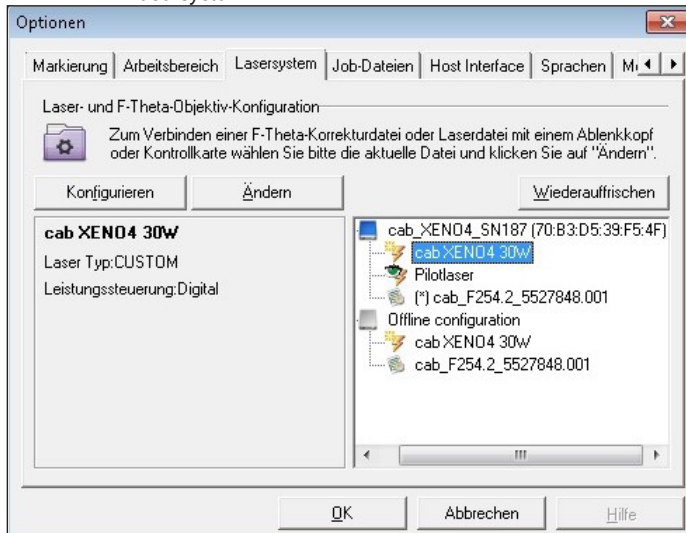 Optionen
Markierung Arbeitsbereich Lasersystem Job-Dateien Host Interface Sprachen
Laser- und F-Theta-Objektiv-Konfiguration
Zum Verbinden einer F-Theta-Korrekturdatei oder Laserdatei mit einem Ablenkkopf
oder Kontrollkarte wählen Sie bitte die aktuelle Datei und klicken Sie auf "Ändern".
Konfigurieren Ändern Wiederauffrischen
cab XENO4 30W
Laser Typ:CUSTOM
Leistungssteuerung:Digital
cab_XENO4_SN187 (70:B3:D5:39:F5:4F)
cab XENO4 30W
Pilotlaser
(*) cab_F254.2_5527848.001
Offline configuration
cab XENO4 30W
cab_F254.2_5527848.001
OK Abbrechen Hilfe